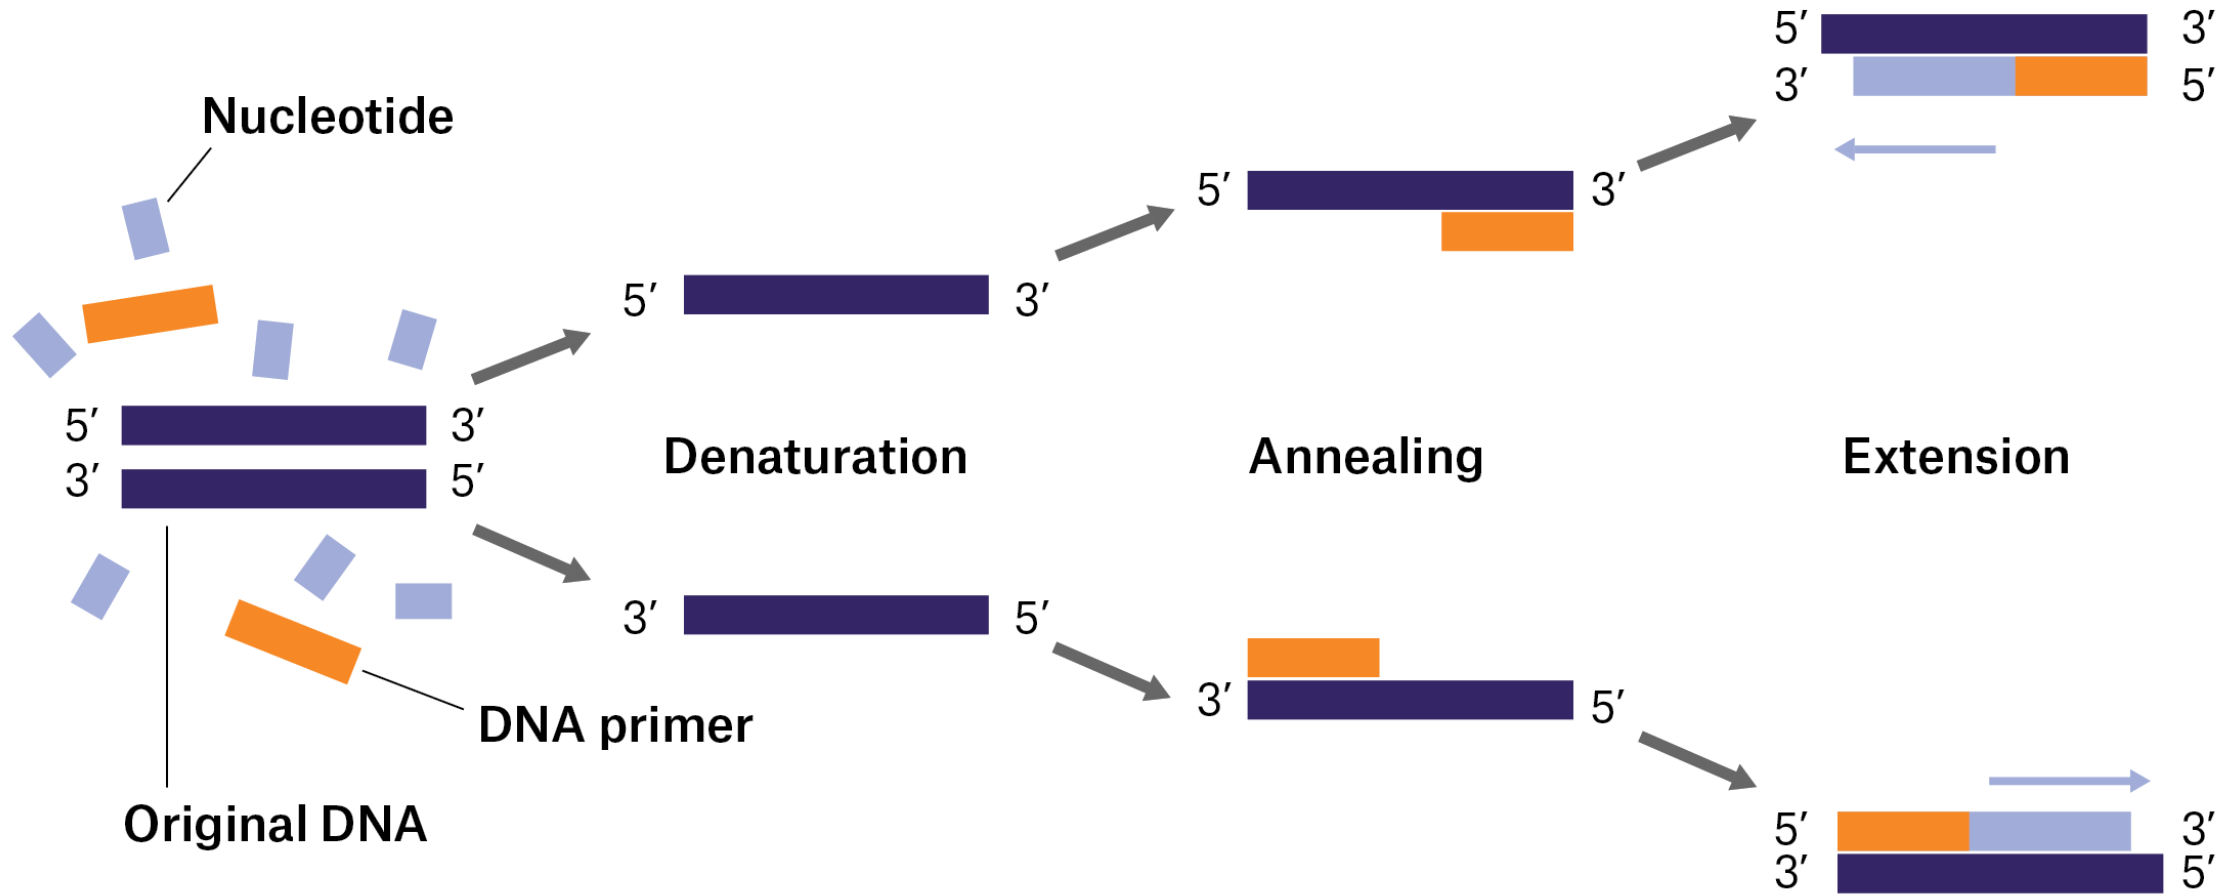 Nucleotide
5′ 3′
3′ 5′
Original DNA
DNA primer
5′ 3′
Denaturation
3′ 5′
5′ 3′
Annealing
3′ 5′
5′ 3′
3′ 5′
Extension
5′ 3′
3′ 5′